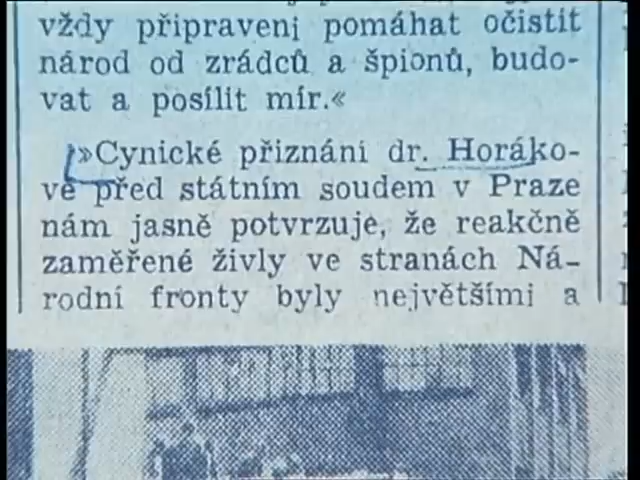 vždy připraveni pomáhat očistit
národ od zrádců a špionů, budo-
vat a posílit mír.«
»Cynické přiznání dr. Horáko-
vé před státním soudem v Praze
nám jasně potvrzuje, že reakčně
zaměřené živly ve stranách Ná-
rodní fronty byly největšími a